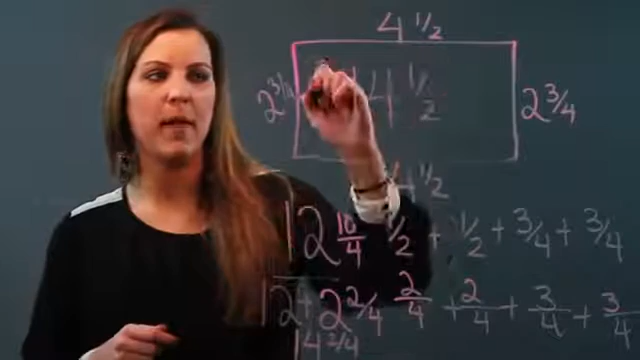 4 1/2
2 3/4 4 1/2 2 3/4
4 1/2
12 10/4 1/2 + 1/2 + 3/4 + 3/4
12 + 2 2/4 2/4 + 2/4 + 3/4 + 3/4
14 2/4